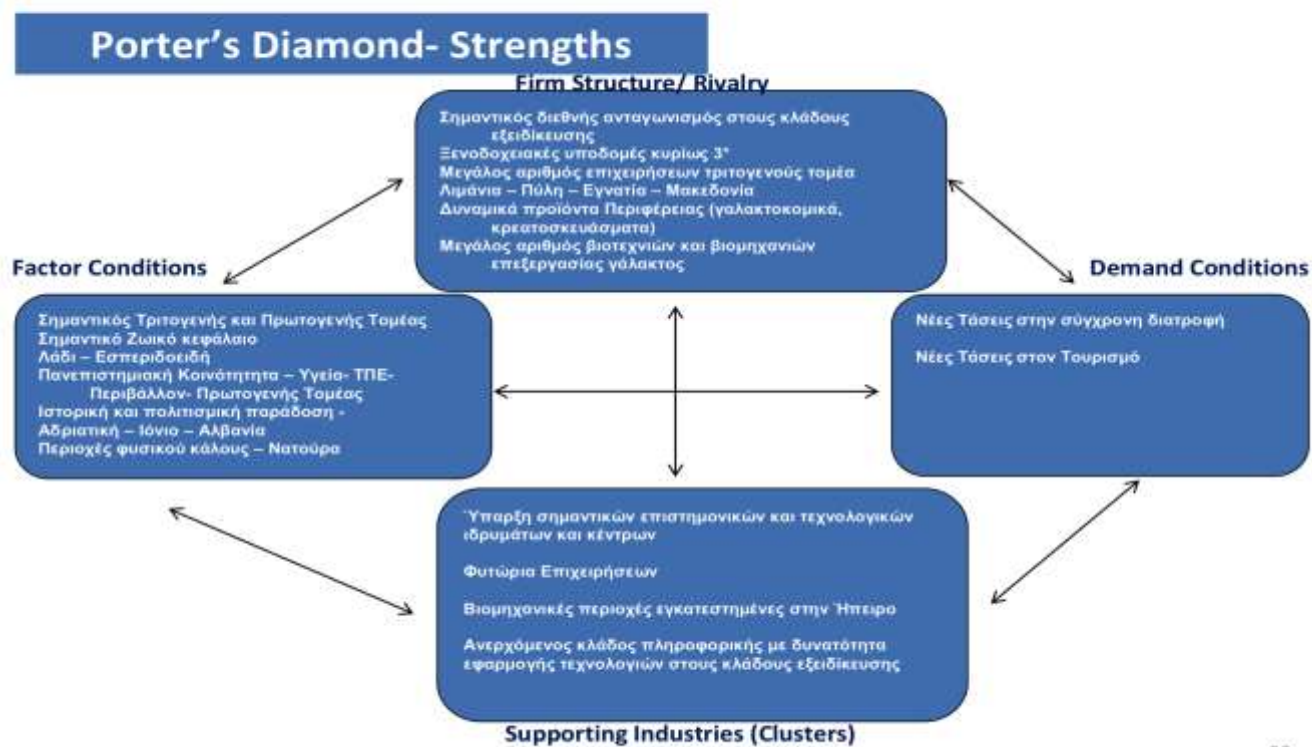 Porter's Diamond- Strengths
Firm Structure/ Rivalry
Σημαντικός διεθνής ανταγωνισμός στους κλάδους
εξειδίκευσης
Ξενοδοχειακές υποδομές κυρίως 3*
Μεγάλος αριθμός επιχειρήσεων τριτογενούς τομέα
Λιμάνια – Πύλη – Εγνατία – Μακεδονία
Δυναμικά προϊόντα Περιφέρειας (γαλακτοκομικά,
κρεατοσκευάσματα)
Μεγάλος αριθμός βιοτεχνιών και βιομηχανιών
επεξεργασίας γάλακτος
Factor Conditions
Σημαντικός Τριτογενής και Πρωτογενής Τομέας
Σημαντικό Ζωικό κεφάλαιο
Λάδι – Εσπεριδοειδή
Πανεπιστημιακή Κοινότητητα – Υγεία- ΤΠΕ-
Περιβάλλον- Πρωτογενής Τομέας
Ιστορική και πολιτισμική παράδοση -
Αδριατική – Ιόνιο – Αλβανία
Περιοχές φυσικού κάλους – Νατούρα
Demand Conditions
Νέες Τάσεις στην σύγχρονη διατροφή
Νέες Τάσεις στον Τουρισμό
Ύπαρξη σημαντικών επιστημονικών και τεχνολογικών
ιδρυμάτων και κέντρων
Φυτώρια Επιχειρήσεων
Βιομηχανικές περιοχές εγκατεστημένες στην Ήπειρο
Ανερχόμενος κλάδος πληροφορικής με δυνατότητα
εφαρμογής τεχνολογιών στους κλάδους εξειδίκευσης
Supporting Industries (Clusters)